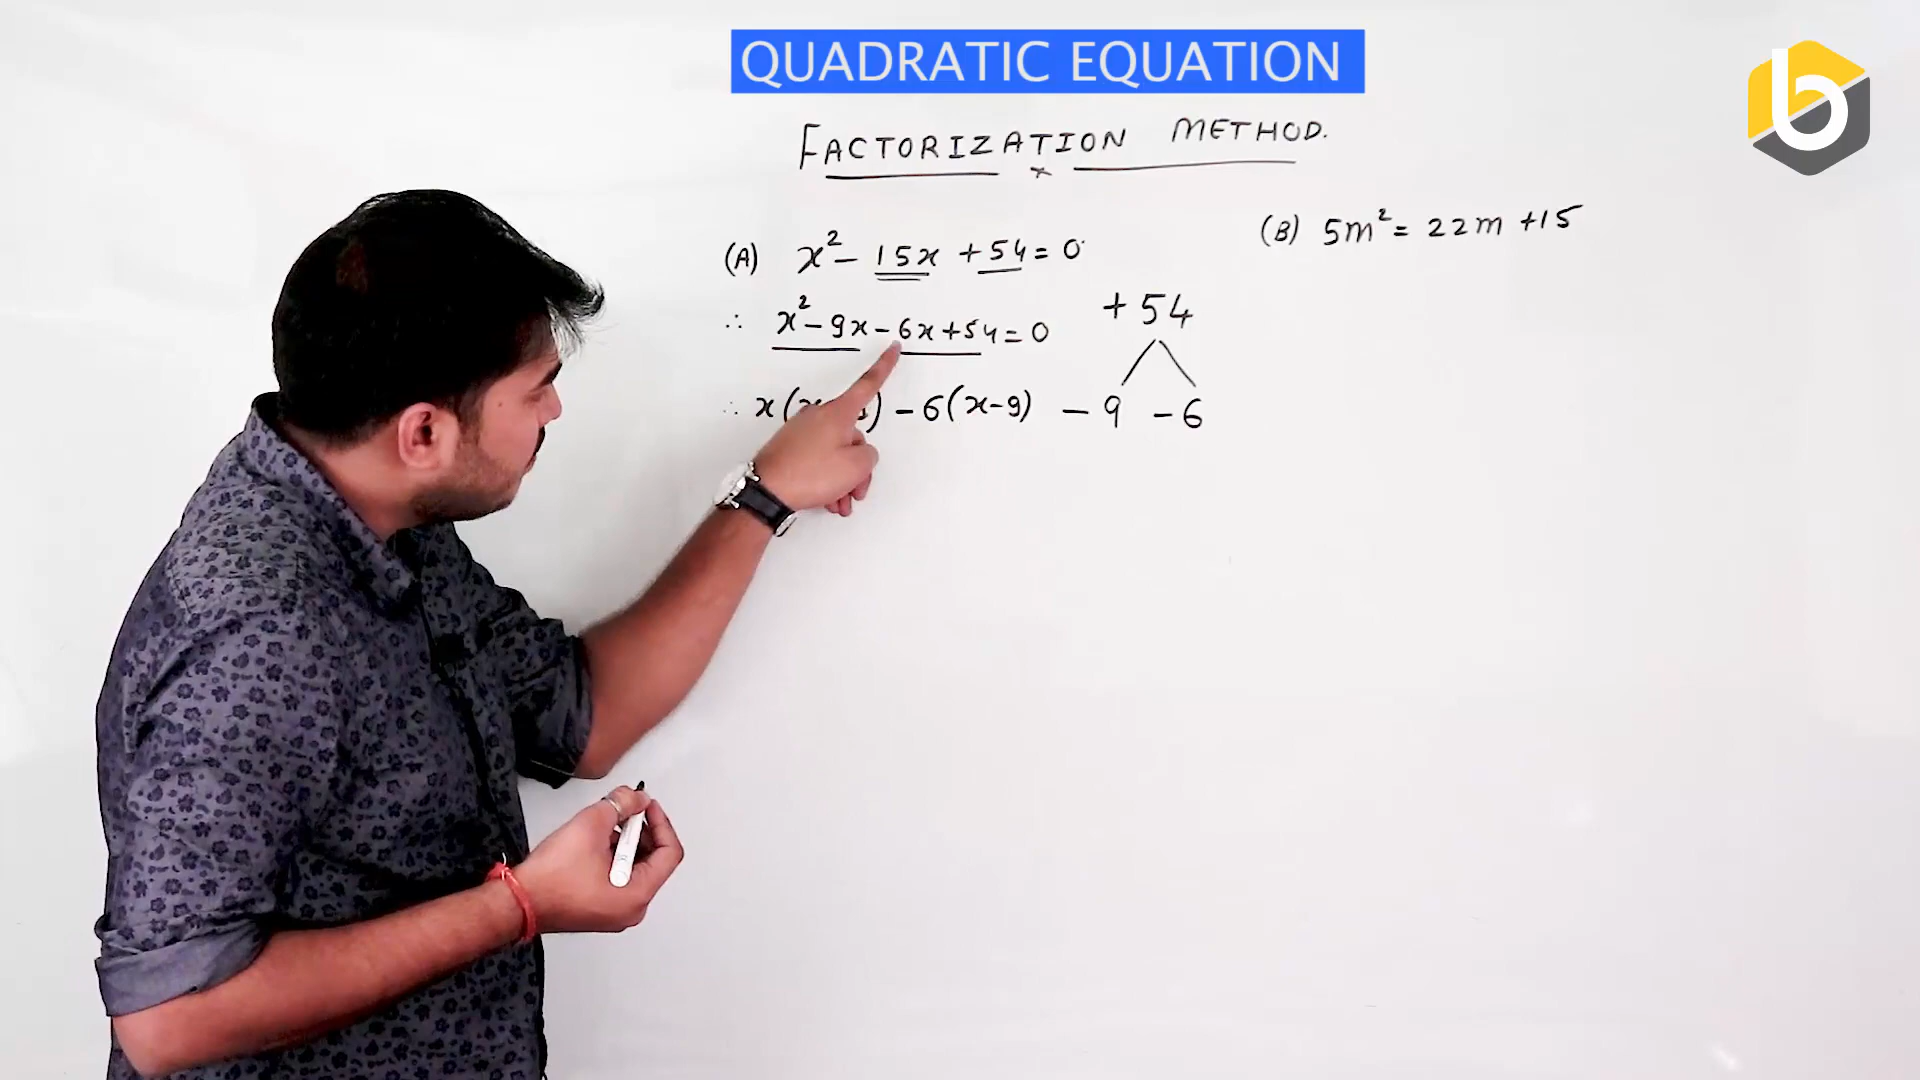 QUADRATIC EQUATION
b
FACTORIZATION METHOD.
(A) x² - 15x + 54 = 0
∴ x² - 9x - 6x + 54 = 0
∴ x(x ) - 6(x - 9)
+54
- 9 - 6
(B) 5m² = 22m + 15